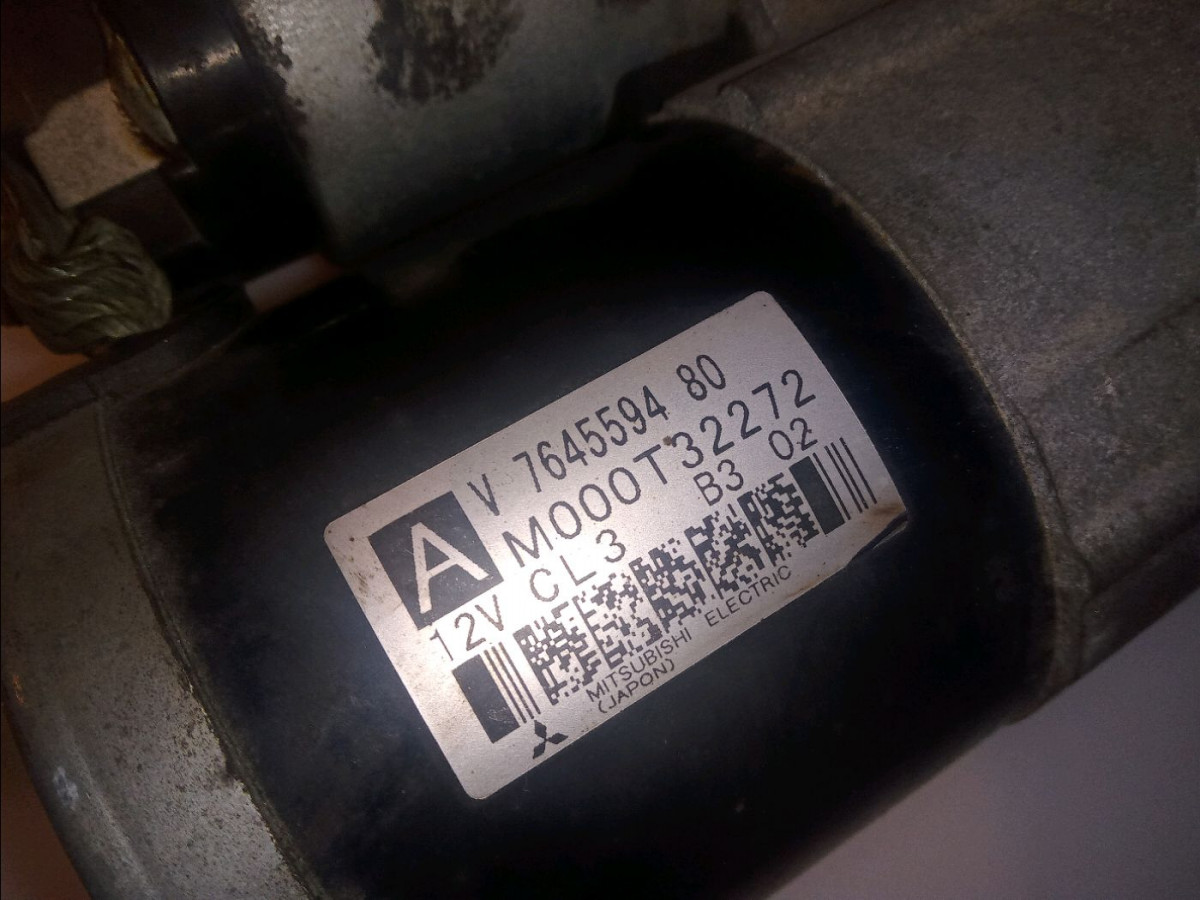 V 7645594 80
A M000T32272
12V CL3 B3 02
MITSUBISHI ELECTRIC
(JAPON)